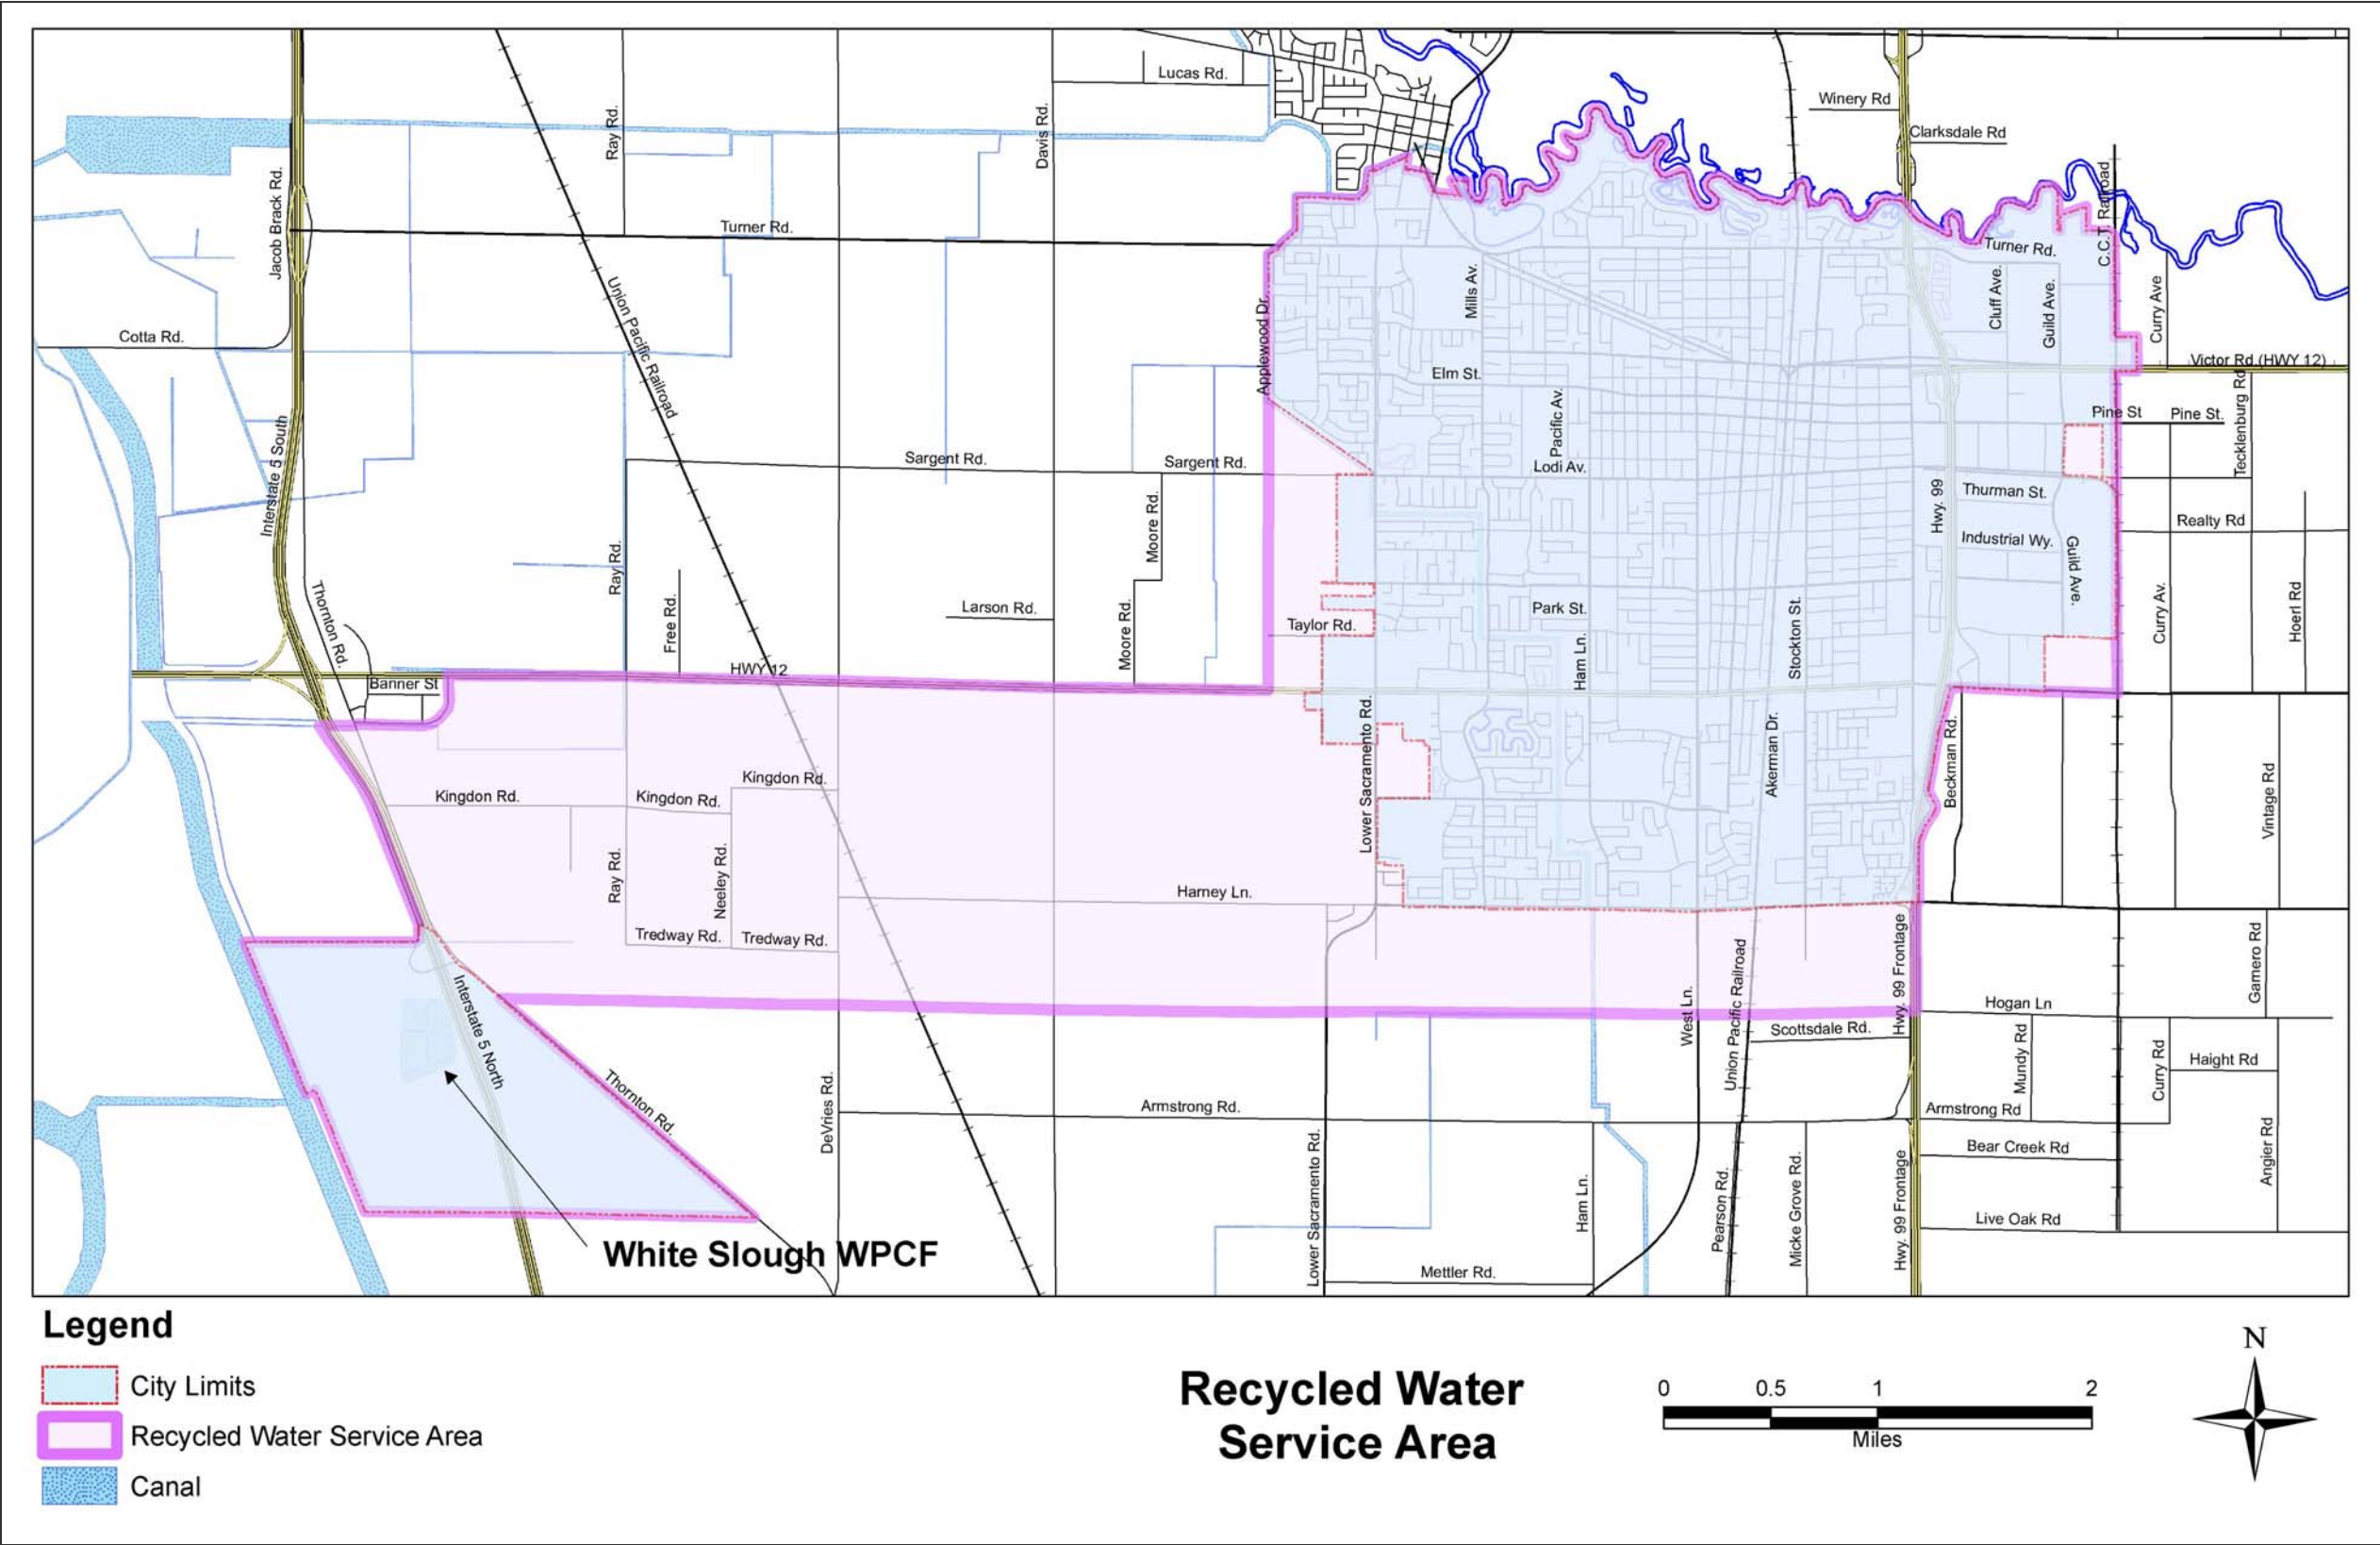 Lucas Rd.
Winery Rd
Clarksdale Rd
Ray Rd.
Davis Rd.
Jacob Brack Rd.
Turner Rd.
C.C.T. Railroad
Turner Rd.
Union Pacific Railroad
Applewood Dr.
Mills Av.
Cluff Ave.
Guild Ave.
Curry Ave
Cotta Rd.
Victor Rd.(HWY 12)
Elm St.
Pacific Av.
Pine St
Pine St.
Tecklenburg Rd
Interstate 5 South
Sargent Rd.
Sargent Rd.
Lodi Av.
Hwy. 99
Thurman St.
Moore Rd.
Realty Rd
Industrial Wy.
Guild Ave.
Ray Rd.
Thornton Rd.
Free Rd.
Larson Rd.
Moore Rd.
Taylor Rd.
Park St.
Ham Ln.
Stockton St.
Curry Av.
Hoerl Rd
HWY 12
Banner St
Lower Sacramento Rd.
Akerman Dr.
Beckman Rd.
Vintage Rd
Kingdon Rd.
Kingdon Rd.
Kingdon Rd.
Ray Rd.
Neeley Rd.
Harney Ln.
Tredway Rd.
Tredway Rd.
Hwy. 99 Frontage
Garnero Rd
Interstate 5 North
West Ln.
Union Pacific Railroad
Hogan Ln
Scottsdale Rd.
Mundy Rd
Curry Rd
Haight Rd
Thornton Rd.
DeVries Rd.
Armstrong Rd.
Armstrong Rd
Bear Creek Rd
Angier Rd
Lower Sacramento Rd.
Ham Ln.
Pearson Rd.
Micke Grove Rd.
Hwy. 99 Frontage
Live Oak Rd
White Slough WPCF
Mettler Rd.
Legend
City Limits
Recycled Water Service Area
Canal
Recycled Water
Service Area
0 0.5 1 2
Miles
N